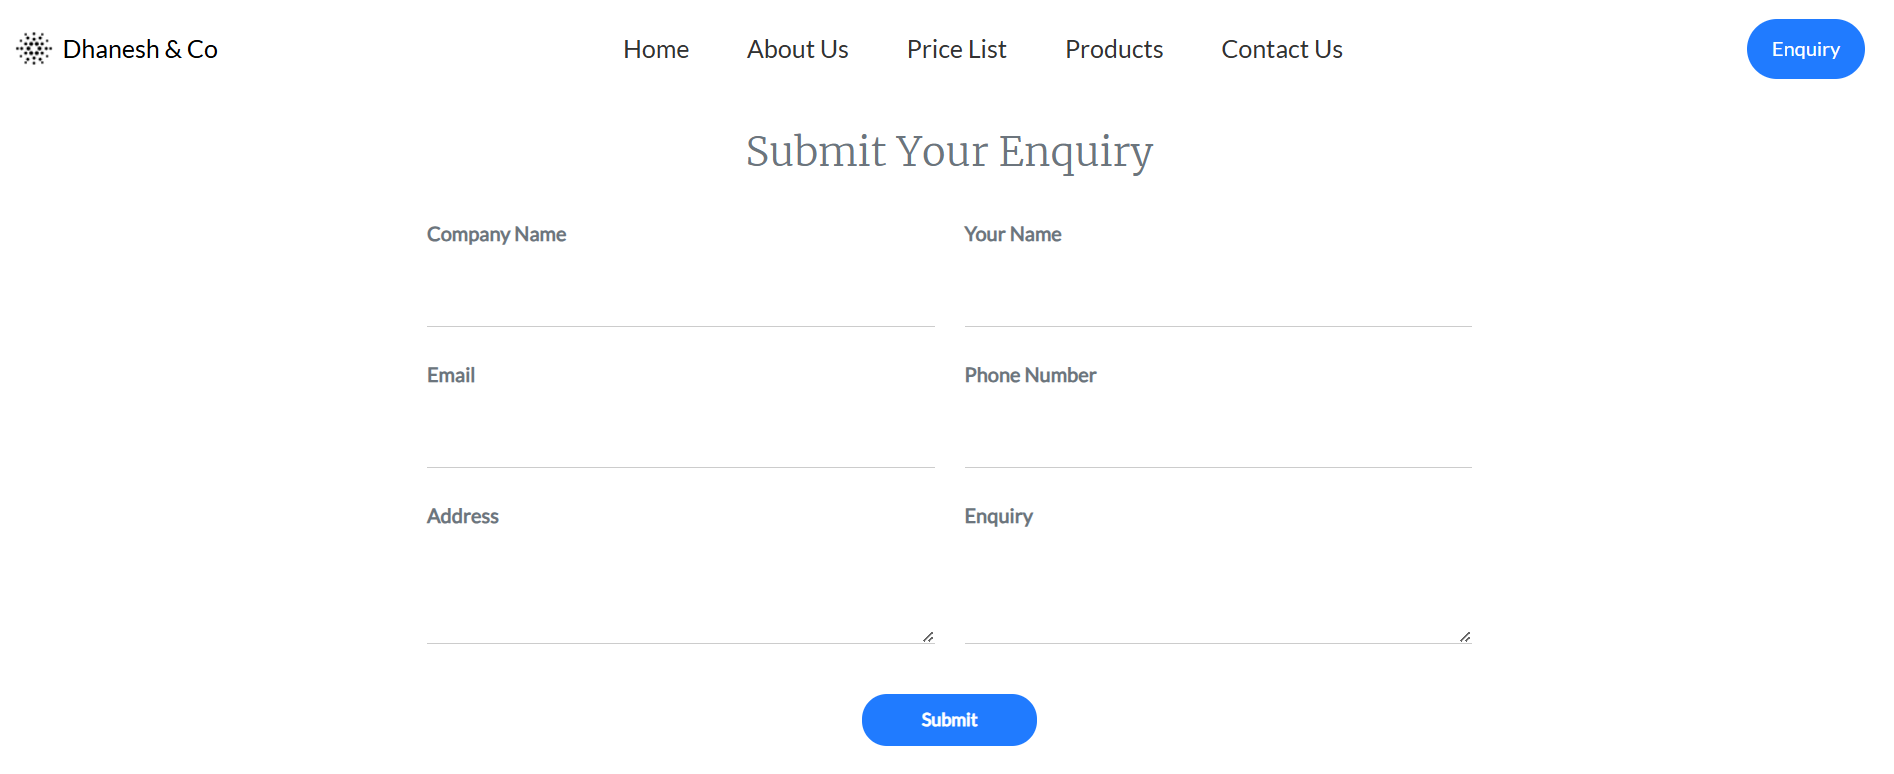 Dhanesh & Co Home About Us Price List Products Contact Us Enquiry
Submit Your Enquiry
Company Name Your Name
Email Phone Number
Address Enquiry
Submit